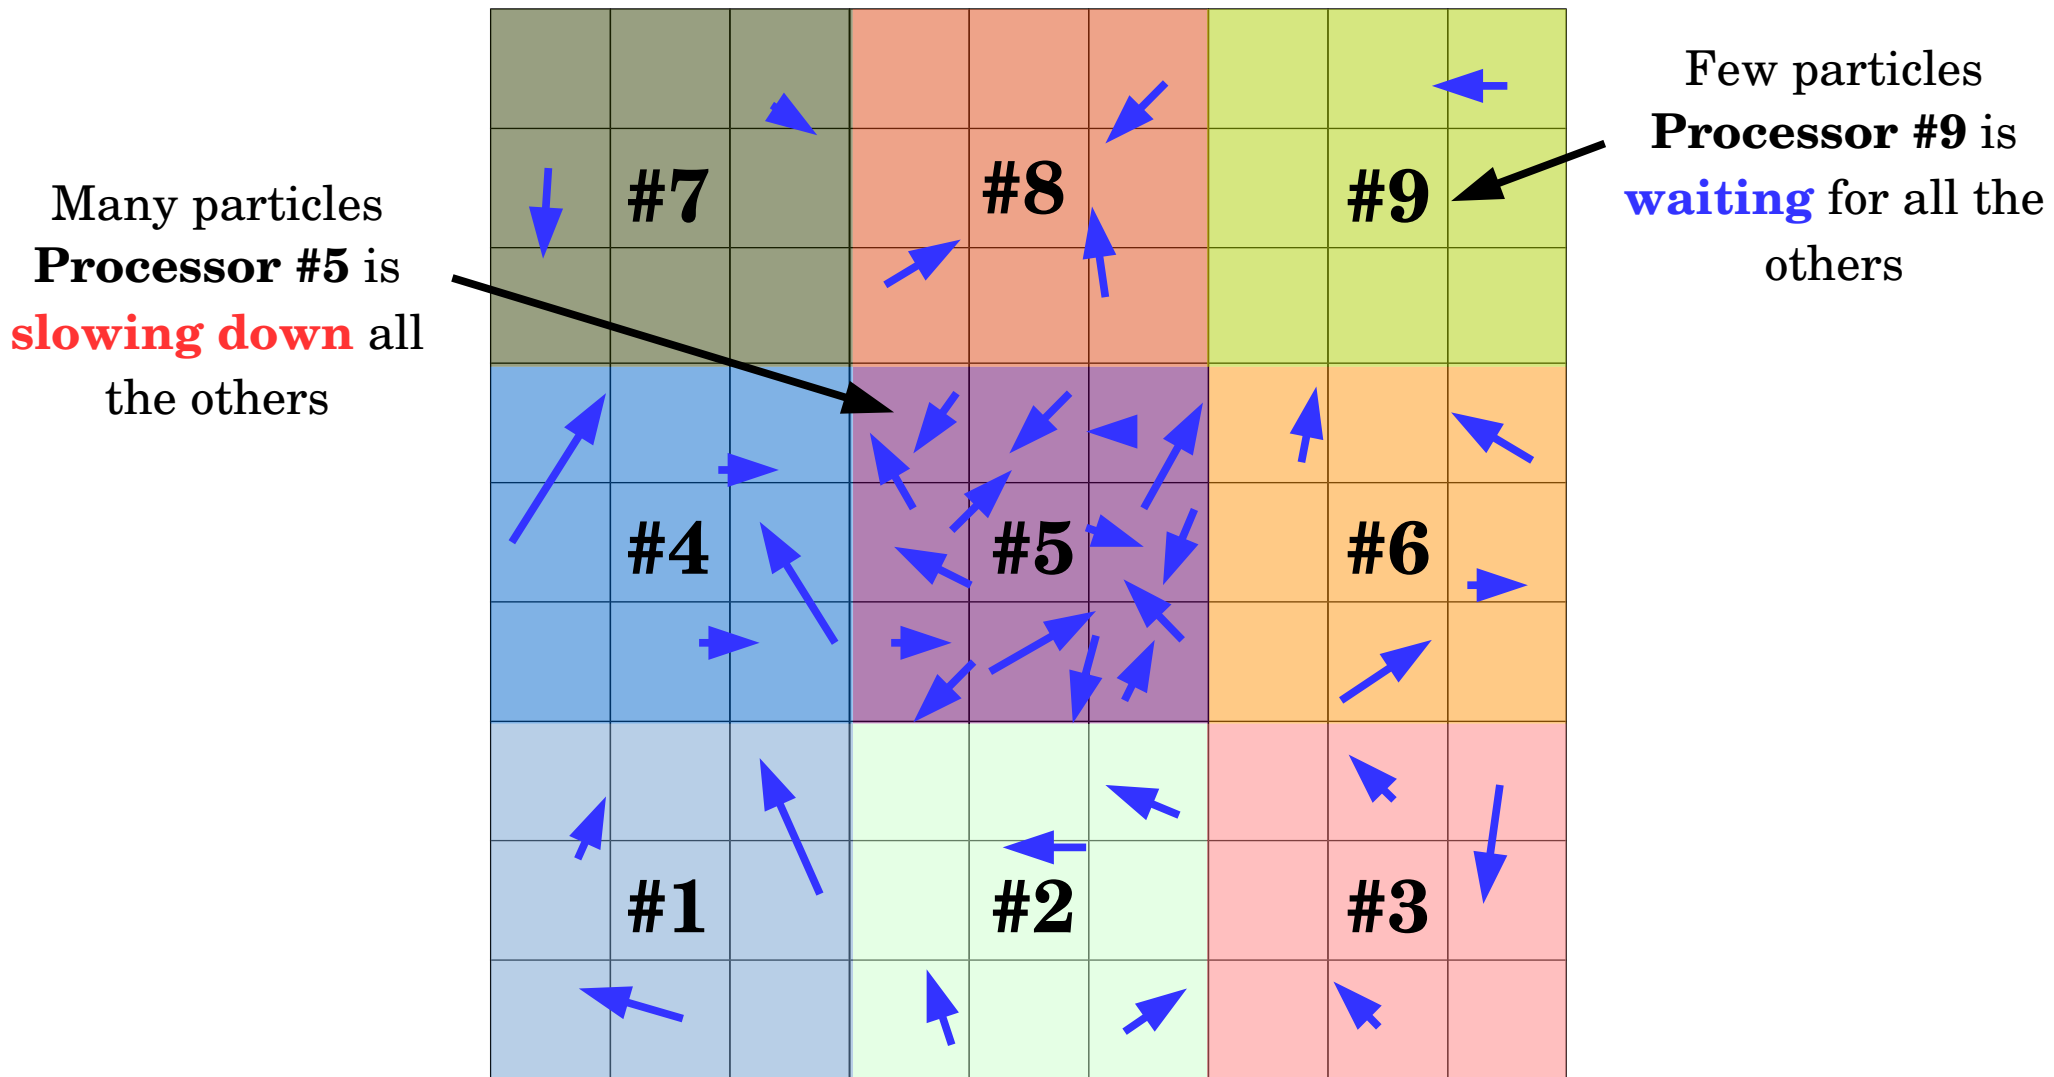 Many particles
Processor #5 is
slowing down all
the others
Few particles
Processor #9 is
waiting for all the
others
#7
#8
#9
#4
#5
#6
#1
#2
#3